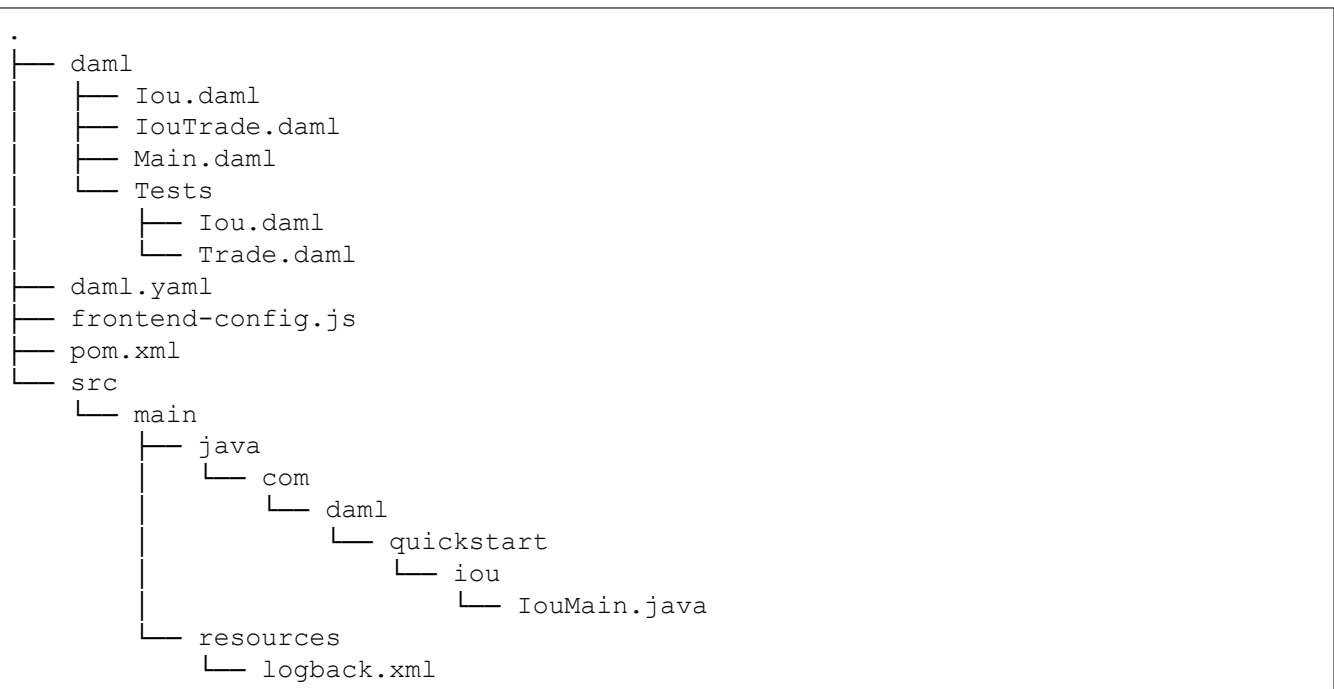 .
├── daml
│   ├── Iou.daml
│   ├── IouTrade.daml
│   ├── Main.daml
│   └── Tests
│       ├── Iou.daml
│       └── Trade.daml
├── daml.yaml
├── frontend-config.js
├── pom.xml
└── src
    └── main
        ├── java
        │   └── com
        │       └── daml
        │           └── quickstart
        │               └── iou
        │                   └── IouMain.java
        └── resources
            └── logback.xml